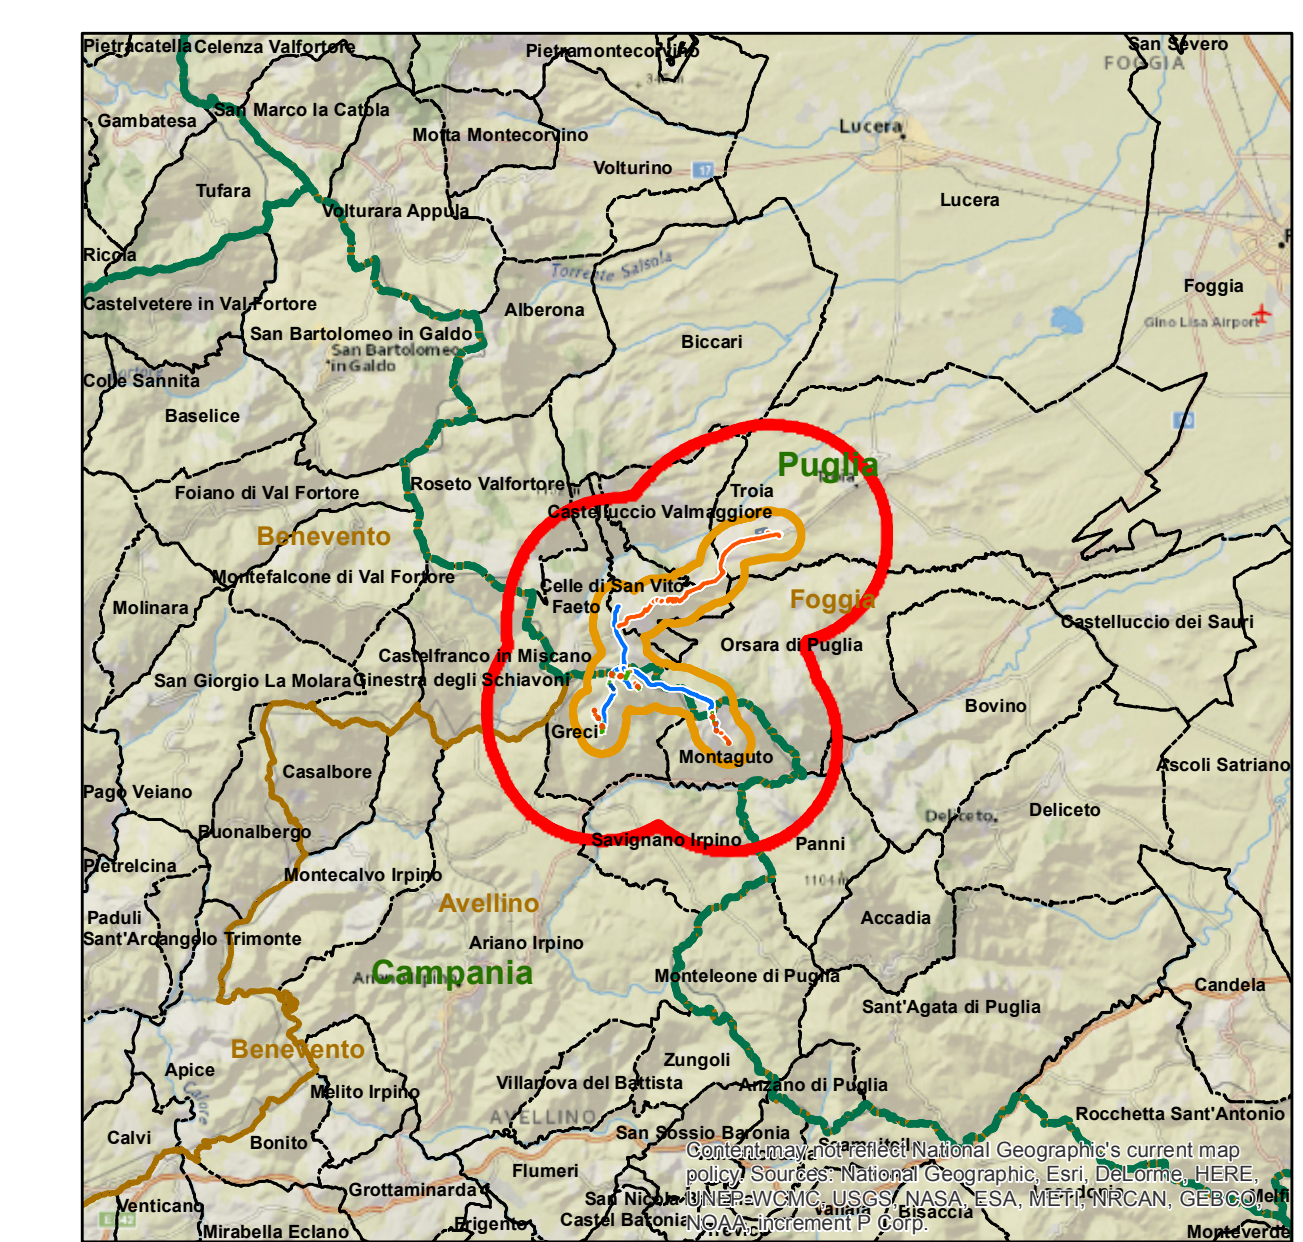 Pietracatella
Celenza Valfortore
Pietramontecorvino
San Severo
FOGGIA
San Marco la Catola
Gambatesa
Motta Montecorvino
Lucera
Volturino
17
Tufara
Volturara Appula
Lucera
Riccia
Torrente Salsola
Foggia
Castelvetere in Val Fortore
Alberona
Gino Lisa Airport
San Bartolomeo in Galdo
San Bartolomeo
in Galdo
Biccari
Colle Sannita
Baselice
Puglia
Roseto Valfortore
Troia
Foiano di Val Fortore
Castelluccio Valmaggiore
Benevento
Montefalcone di Val Fortore
Celle di San Vito
Faeto
Foggia
Molinara
Castelluccio dei Sauri
Orsara di Puglia
Castelfranco in Miscano
San Giorgio La Molara
Ginestra degli Schiavoni
Bovino
Greci
Montaguto
Casalbore
Ascoli Satriano
Pago Veiano
Deliceto
Deliceto
Buonalbergo
Savignano Irpino
Panni
Pietrelcina
Montecalvo Irpino
1104 m
Avellino
Paduli
Accadia
Sant'Arcangelo Trimonte
Ariano Irpino
Campania
Monteleone di Puglia
Candela
Sant'Agata di Puglia
Benevento
Zungoli
Apice
Villanova del Battista
Anzano di Puglia
Melito Irpino
AVELLINO
Rocchetta Sant'Antonio
Calvi
Bonito
San Sossio Baronia
Flumeri
Grottaminarda
Venticano
Castel Baronia
Bisaccia
Melfi
Mirabella Eclano
Frigento
Monteverde
Content may not reflect National Geographic's current map
policy. Sources: National Geographic, Esri, DeLorme, HERE,
UNEP-WCMC, USGS, NASA, ESA, METI, NRCAN, GEBCO,
NOAA, increment P Corp.